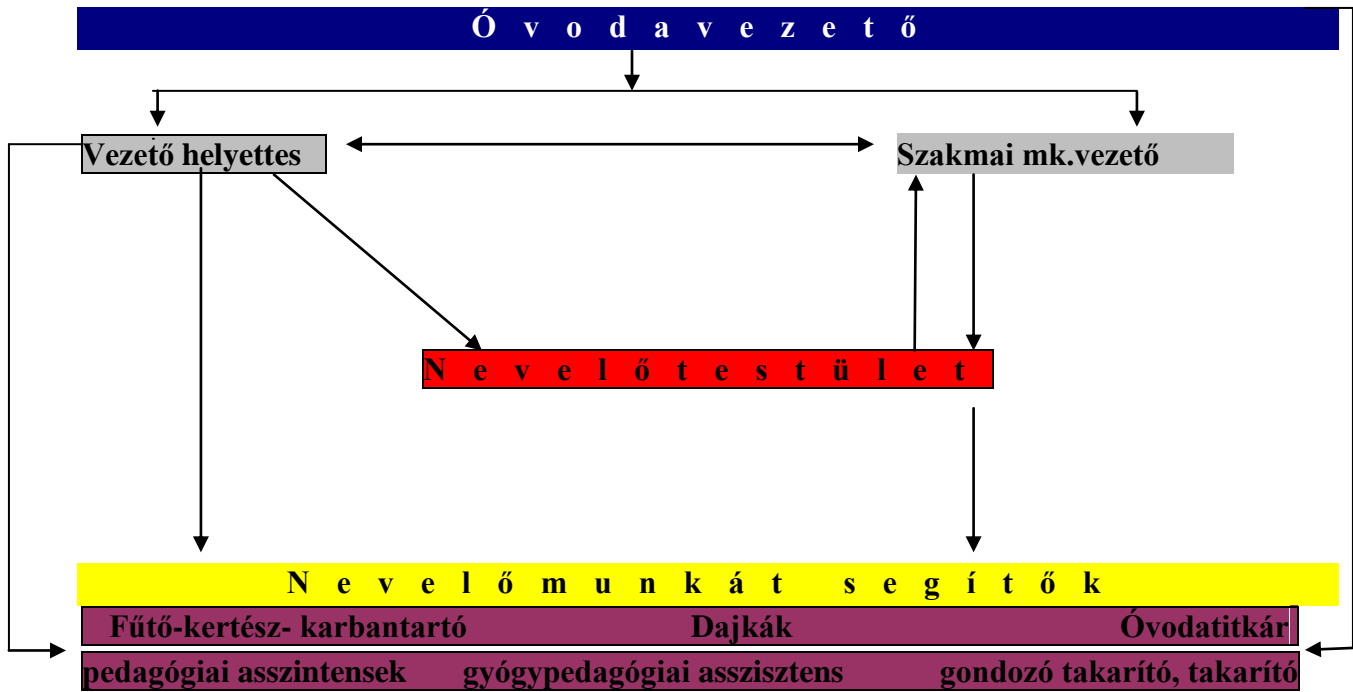 Ó v o d a v e z e t ő
Vezető helyettes
Szakmai mk.vezető
N e v e l ő t e s t ü l e t
N e v e l ő m u n k á t s e g í t ő k
Fűtő-kertész- karbantartó Dajkák Óvodatitkár
pedagógiai asszintensek gyógypedagógiai asszisztens gondozó takarító, takarító